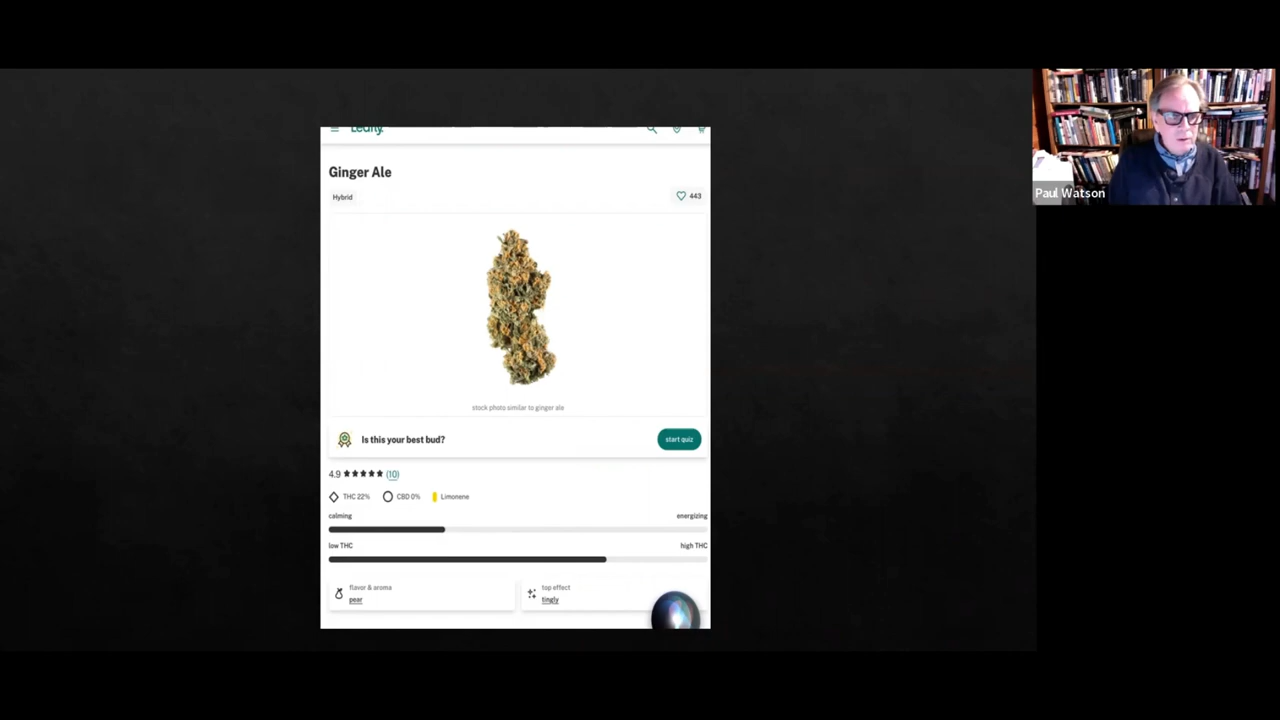 Leafly.
Ginger Ale
Hybrid
443
stock photo similar to ginger ale
Is this your best bud?
start quiz
4.9 ★★★★★ (10)
THC 22% CBD 0% Limonene
calming energizing
low THC high THC
flavor & aroma
pear
top effect
tingly
Paul Watson